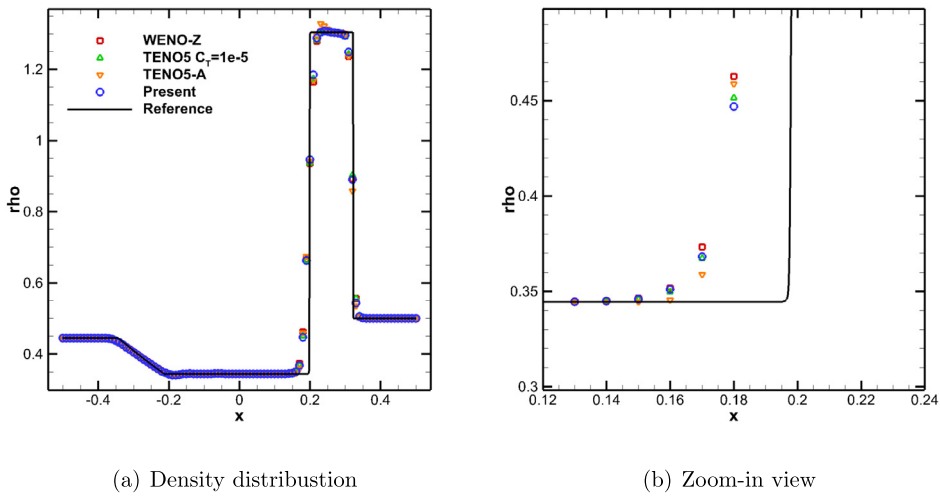 WENO-Z
TENO5 C_T=1e-5
TENO5-A
Present
Reference
rho
1.2
1
0.8
0.6
0.4
-0.4 -0.2 0 0.2 0.4
x
(a) Density distribustion
rho
0.45
0.4
0.35
0.3
0.12 0.14 0.16 0.18 0.2 0.22 0.24
x
(b) Zoom-in view